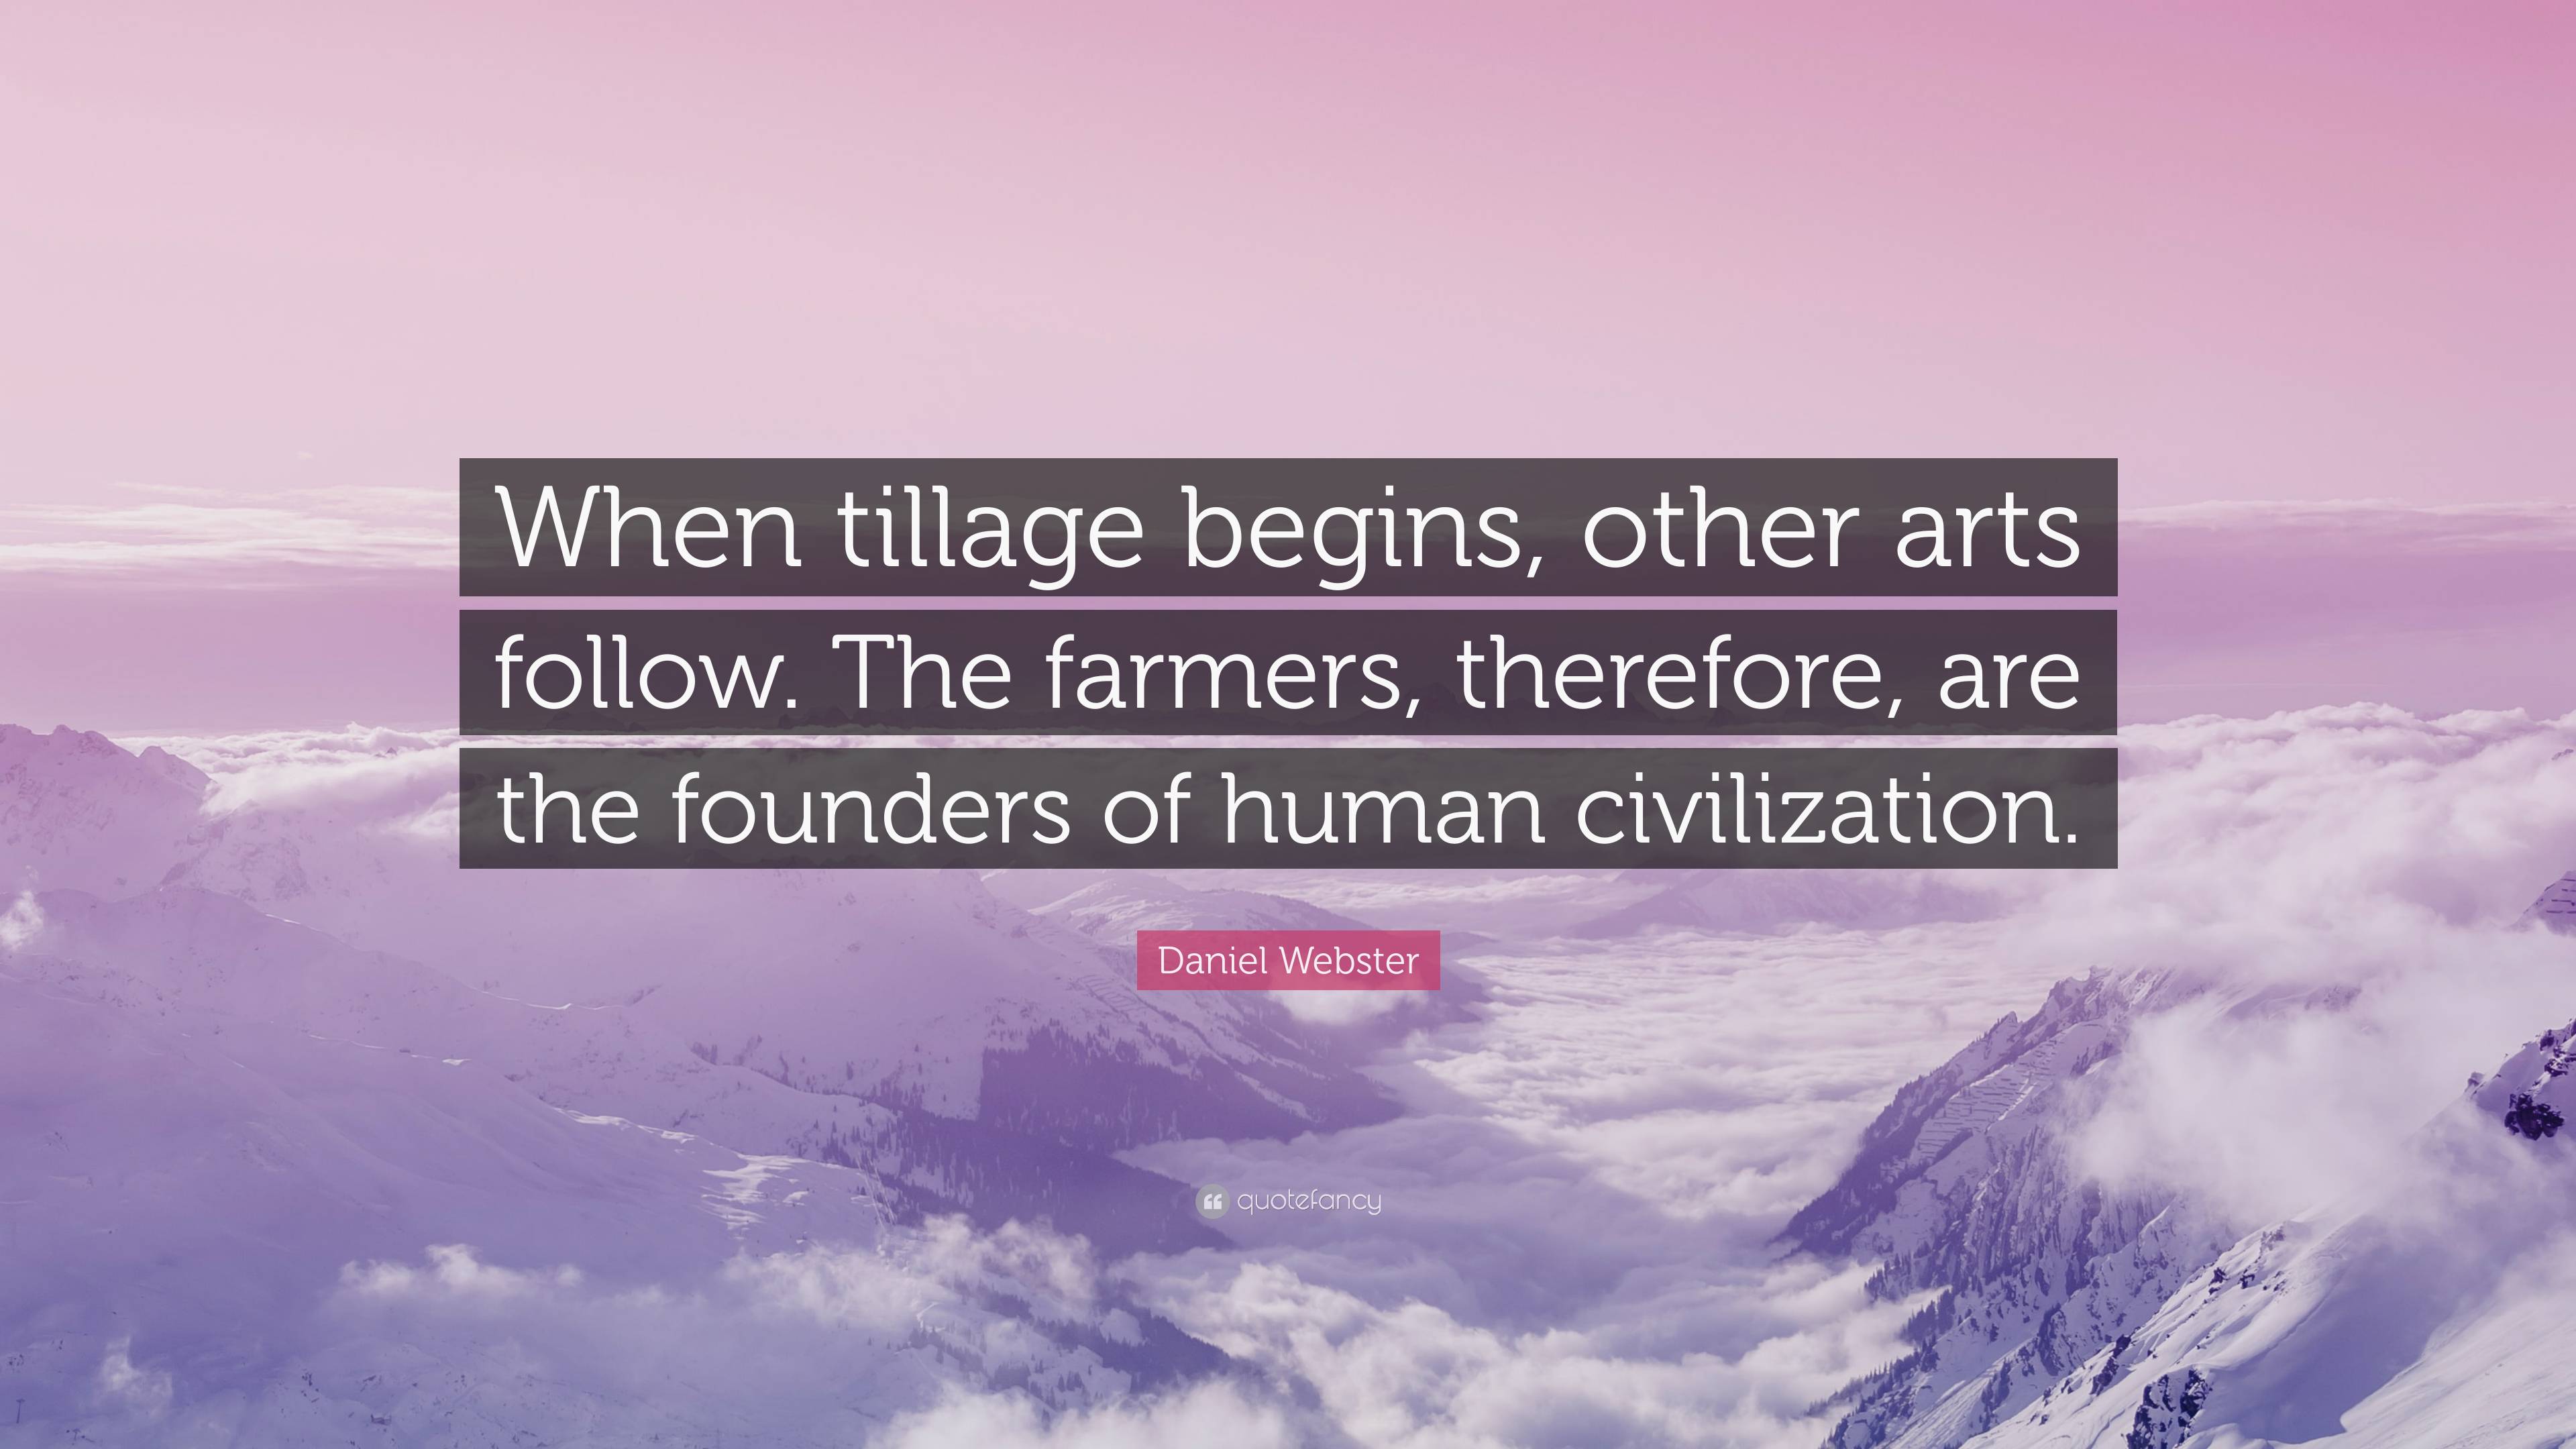 When tillage begins, other arts
follow. The farmers, therefore, are
the founders of human civilization.
Daniel Webster
quotefancy